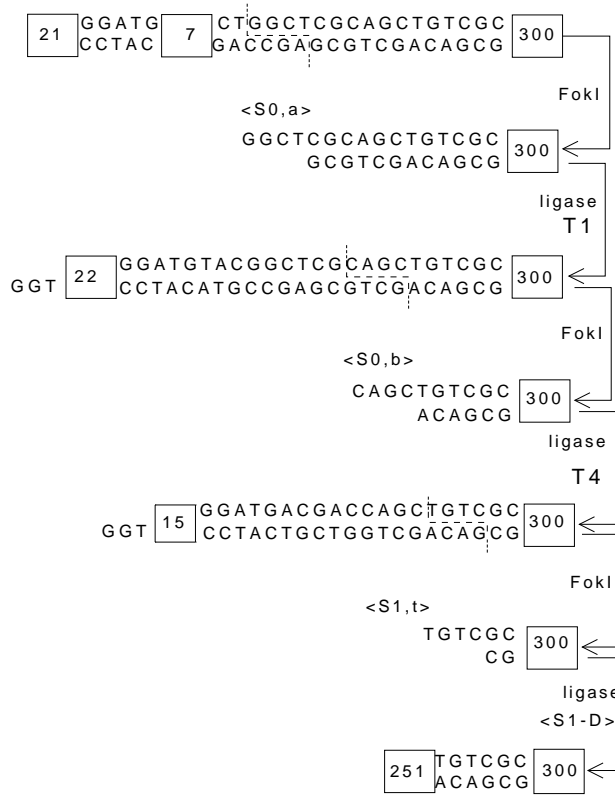 21 GGATG 7 CTGGCTCGCAGCTGTCGC 300
CCTAC GACCGAGCGTCGACAGCG
FokI
<S0,a>
GGCTCGCAGCTGTCGC 300
GCGTCGACAGCG
ligase
T1
GGT 22 GGATGTACGGCTCGCAGCTGTCGC 300
CCTACATGCCGAGCGTCGACAGCG
FokI
<S0,b>
CAGCTGTCGC 300
ACAGCG
ligase
T4
GGT 15 GGATGACGACCAGCTGTCGC 300
CCTACTGCTGGTCGACAGCG
FokI
<S1,t>
TGTCGC 300
CG
ligase
<S1-D>
251 TGTCGC 300
ACAGCG